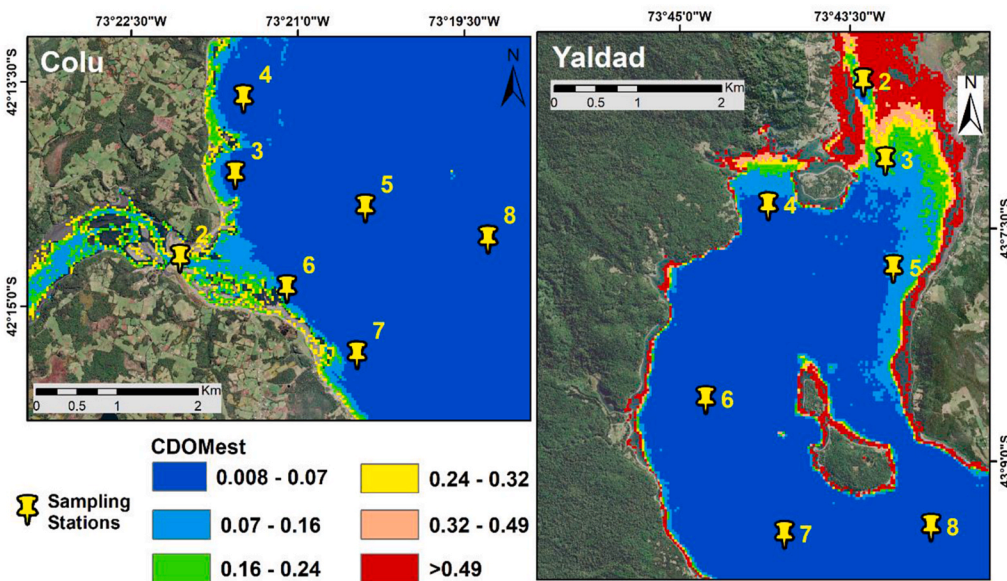 73°22'30"W 73°21'0"W 73°19'30"W
Colu
N
42°13'30"S
42°15'0"S
4
3
5
8
2
6
7
Km
0 0.5 1 2
73°45'0"W 73°43'30"W
Yaldad
N
Km
0 0.5 1 2
43°7'30"S
43°9'0"S
2
3
4
5
6
7
8
CDOMest
Sampling
Stations
0.008 - 0.07
0.07 - 0.16
0.16 - 0.24
0.24 - 0.32
0.32 - 0.49
>0.49